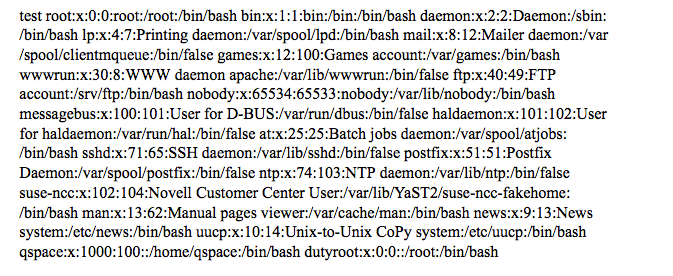 test root:x:0:0:root:/root:/bin/bash bin:x:1:1:bin:/bin:/bin/bash daemon:x:2:2:Daemon:/sbin:
/bin/bash lp:x:4:7:Printing daemon:/var/spool/lpd:/bin/bash mail:x:8:12:Mailer daemon:/var
/spool/clientmqueue:/bin/false games:x:12:100:Games account:/var/games:/bin/bash
wwwrun:x:30:8:WWW daemon apache:/var/lib/wwwrun:/bin/false ftp:x:40:49:FTP
account:/srv/ftp:/bin/bash nobody:x:65534:65533:nobody:/var/lib/nobody:/bin/bash
messagebus:x:100:101:User for D-BUS:/var/run/dbus:/bin/false haldaemon:x:101:102:User
for haldaemon:/var/run/hal:/bin/false at:x:25:25:Batch jobs daemon:/var/spool/atjobs:
/bin/bash sshd:x:71:65:SSH daemon:/var/lib/sshd:/bin/false postfix:x:51:51:Postfix
Daemon:/var/spool/postfix:/bin/false ntp:x:74:103:NTP daemon:/var/lib/ntp:/bin/false
suse-ncc:x:102:104:Novell Customer Center User:/var/lib/YaST2/suse-ncc-fakehome:
/bin/bash man:x:13:62:Manual pages viewer:/var/cache/man:/bin/bash news:x:9:13:News
system:/etc/news:/bin/bash uucp:x:10:14:Unix-to-Unix CoPy system:/etc/uucp:/bin/bash
qspace:x:1000:100::/home/qspace:/bin/bash dutyroot:x:0:0::/root:/bin/bash